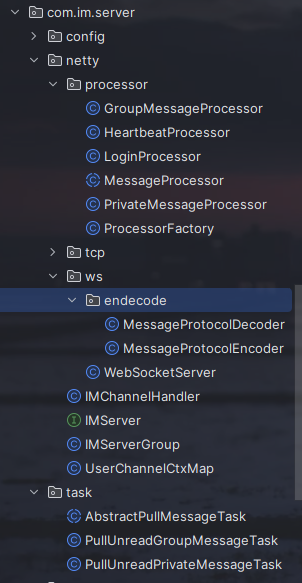 com.im.server
config
netty
processor
GroupMessageProcessor
HeartbeatProcessor
LoginProcessor
MessageProcessor
PrivateMessageProcessor
ProcessorFactory
tcp
ws
endecode
MessageProtocolDecoder
MessageProtocolEncoder
WebSocketServer
IMChannelHandler
IMServer
IMServerGroup
UserChannelCtxMap
task
AbstractPullMessageTask
PullUnreadGroupMessageTask
PullUnreadPrivateMessageTask